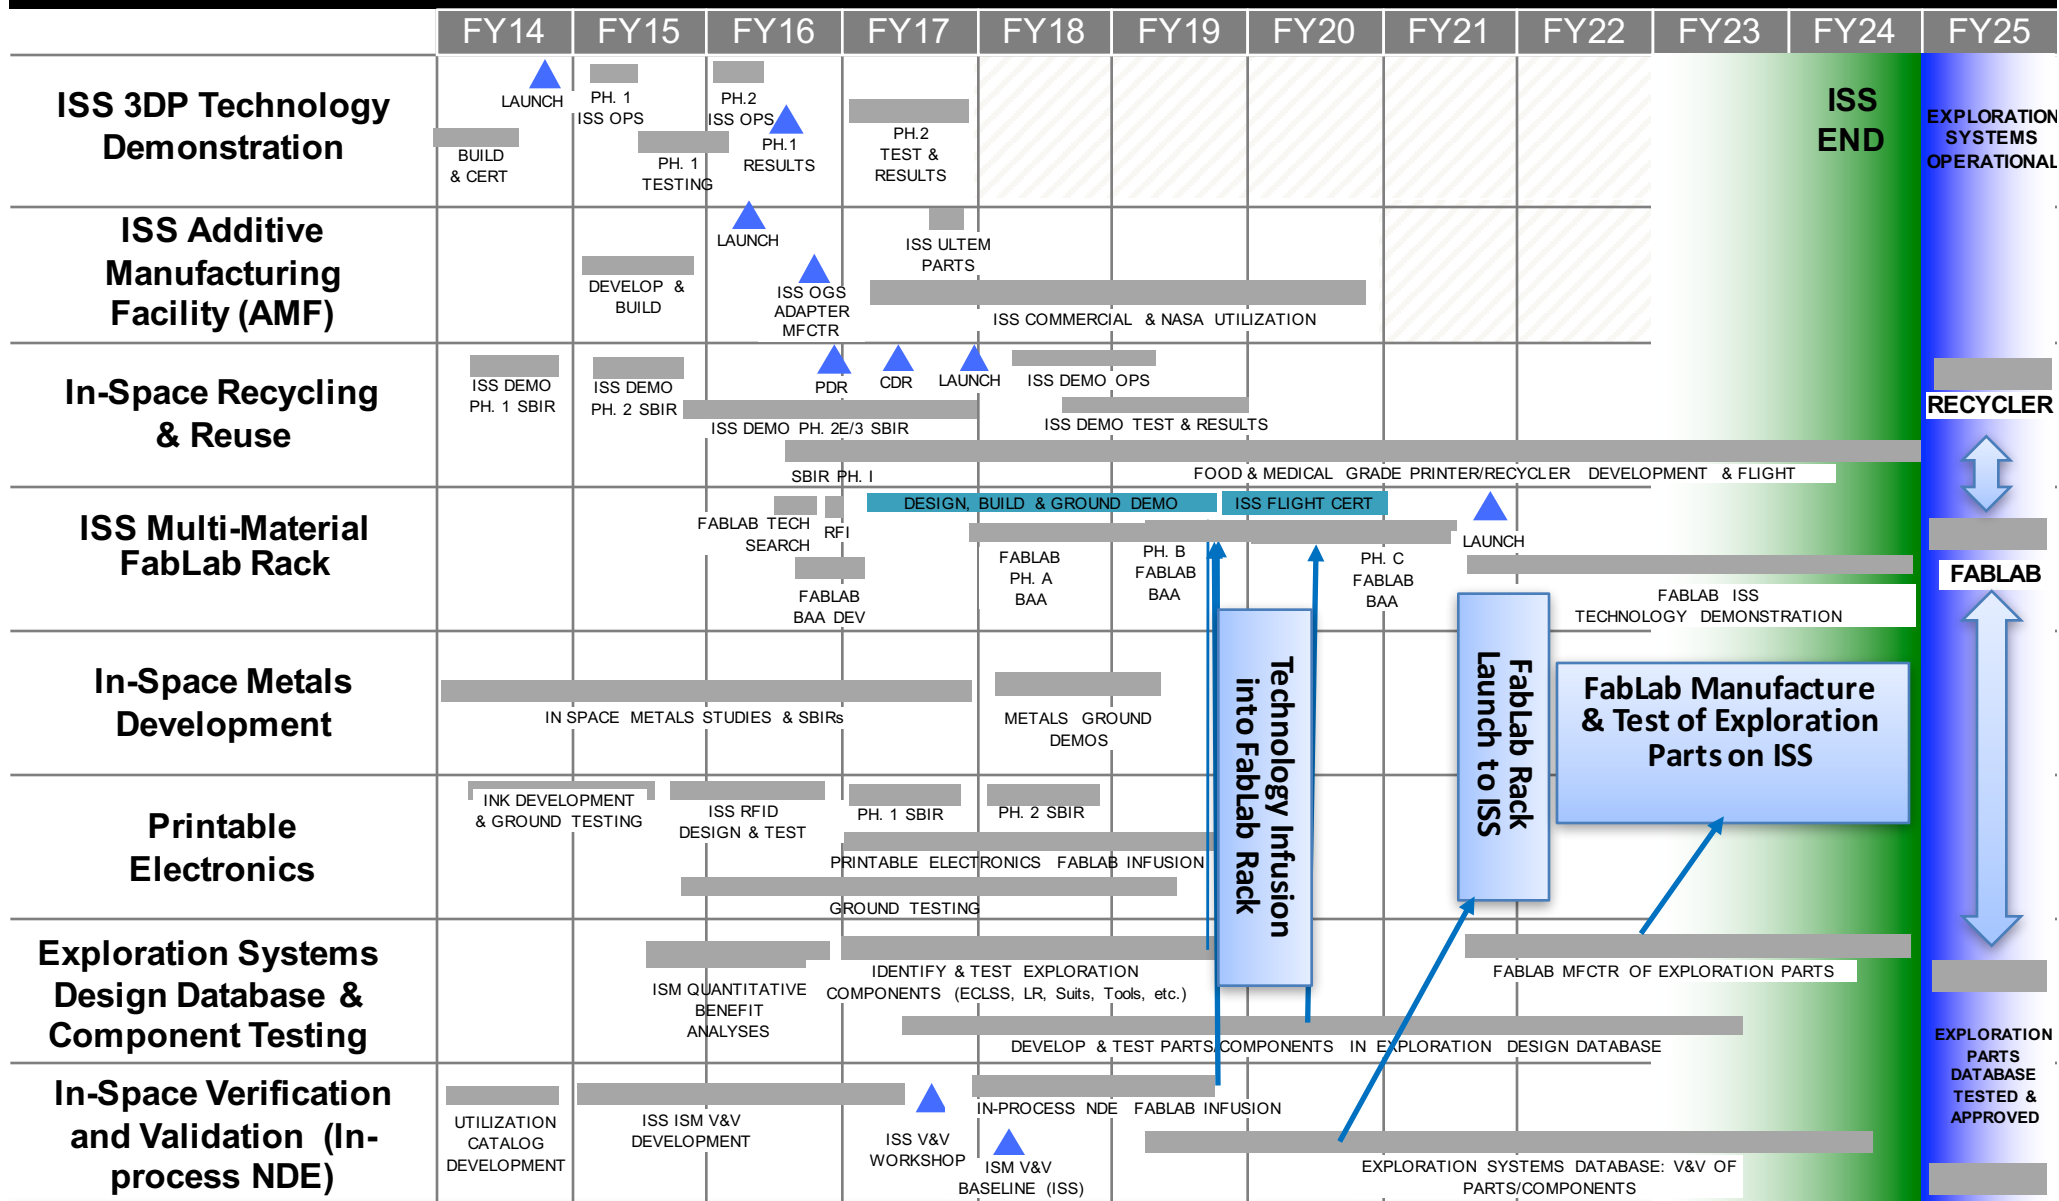 FY14 FY15 FY16 FY17 FY18 FY19 FY20 FY21 FY22 FY23 FY24 FY25
ISS 3DP Technology
Demonstration
LAUNCH
BUILD
& CERT
PH. 1
ISS OPS
PH. 1
TESTING
PH.2
ISS OPS
PH.1
RESULTS
PH.2
TEST &
RESULTS
ISS
END
EXPLORATION
SYSTEMS
OPERATIONAL
ISS Additive
Manufacturing
Facility (AMF)
DEVELOP &
BUILD
LAUNCH
ISS OGS
ADAPTER
MFCTR
ISS ULTEM
PARTS
ISS COMMERCIAL & NASA UTILIZATION
In-Space Recycling
& Reuse
ISS DEMO
PH. 1 SBIR
ISS DEMO
PH. 2 SBIR
PDR
CDR
LAUNCH
ISS DEMO OPS
ISS DEMO PH. 2E/3 SBIR
ISS DEMO TEST & RESULTS
SBIR PH. I
FOOD & MEDICAL GRADE PRINTER/RECYCLER DEVELOPMENT & FLIGHT
RECYCLER
ISS Multi-Material
FabLab Rack
FABLAB TECH
SEARCH
RFI
FABLAB
BAA DEV
DESIGN, BUILD & GROUND DEMO
ISS FLIGHT CERT
FABLAB
PH. A
BAA
PH. B
FABLAB
BAA
PH. C
FABLAB
BAA
LAUNCH
FABLAB ISS
TECHNOLOGY DEMONSTRATION
FABLAB
In-Space Metals
Development
IN SPACE METALS STUDIES & SBIRs
METALS GROUND
DEMOS
Technology Infusion
into FabLab Rack
FabLab Rack
Launch to ISS
FabLab Manufacture
& Test of Exploration
Parts on ISS
Printable
Electronics
INK DEVELOPMENT
& GROUND TESTING
ISS RFID
DESIGN & TEST
PH. 1 SBIR
PH. 2 SBIR
PRINTABLE ELECTRONICS FABLAB INFUSION
GROUND TESTING
Exploration Systems
Design Database &
Component Testing
ISM QUANTITATIVE
BENEFIT
ANALYSES
IDENTIFY & TEST EXPLORATION
COMPONENTS (ECLSS, LR, Suits, Tools, etc.)
FABLAB MFCTR OF EXPLORATION PARTS
DEVELOP & TEST PARTS/COMPONENTS IN EXPLORATION DESIGN DATABASE
EXPLORATION
PARTS
DATABASE
TESTED &
APPROVED
In-Space Verification
and Validation (In-
process NDE)
UTILIZATION
CATALOG
DEVELOPMENT
ISS ISM V&V
DEVELOPMENT
ISS V&V
WORKSHOP
IN-PROCESS NDE FABLAB INFUSION
ISM V&V
BASELINE (ISS)
EXPLORATION SYSTEMS DATABASE: V&V OF
PARTS/COMPONENTS